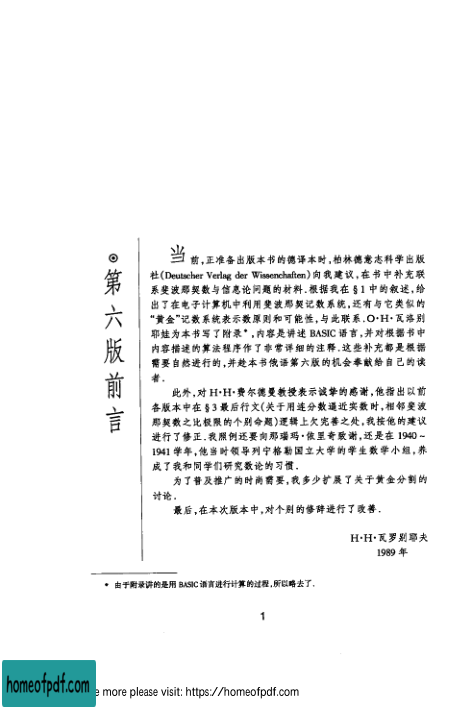 ◎第六版前言
当前,正准备出版本书的德译本时,柏林德意志科学出版
社(Deutscher Verlag der Wissenchaften)向我建议,在书中补充联
系斐波那契数与信息论问题的材料.根据我在§1中的叙述,给
出了在电子计算机中利用斐波那契记数系统,还有与它类似的
“黄金”记数系统表示数原则和可能性,与此联系.O·H·瓦洛别
耶娃为本书写了附录*,内容是讲述BASIC语言,并对根据书中
内容描述的算法程序作了非常详细的注释.这些补充都是根据
需要自然进行的,并趁本书俄语第六版的机会奉献给自己的读
者.
此外,对H·H·费尔德曼教授表示诚挚的感谢,他指出以前
各版本中在§3最后行文(关于用连分数逼近实数时,相邻斐波
那契数之比极限的个别命题)逻辑上欠完善之处,我按他的建议
进行了修正.我照例还要向那瑞玛·依里奇致谢,还是在1940~
1941学年,他当时领导列宁格勒国立大学的学生数学小组,养
成了我和同学们研究数论的习惯.
为了普及推广的时尚需要,我多少扩展了关于黄金分割的
讨论.
最后,在本次版本中,对个别的修辞进行了改善.
H·H·瓦罗别耶夫
1989年
* 由于附录讲的是用BASIC语言进行计算的过程,所以略去了.
1
homeofpdf.com
e more please visit: https://homeofpdf.com